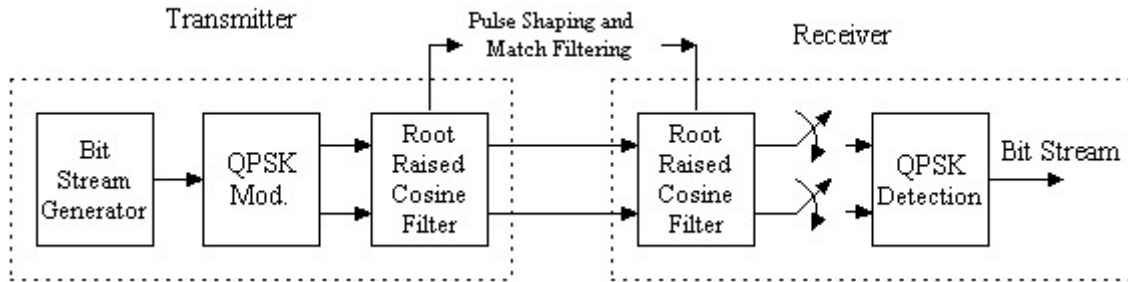 Transmitter
Pulse Shaping and
Match Filtering
Receiver
Bit
Stream
Generator
QPSK
Mod.
Root
Raised
Cosine
Filter
Root
Raised
Cosine
Filter
QPSK
Detection
Bit Stream